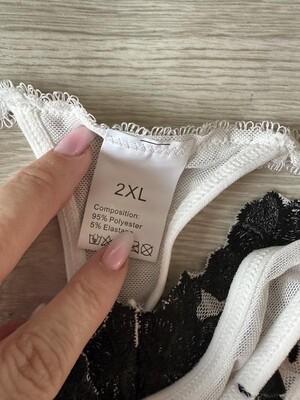 2XL
Composition:
95% Polyester
5% Elastane